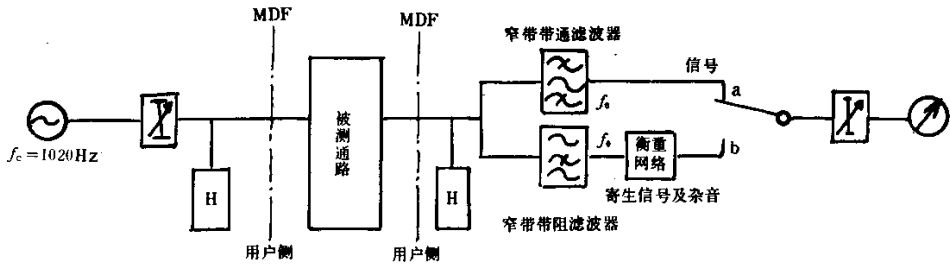 MDF
MDF
窄带带通滤波器
信号
a
f₀
被测通路
f_c=1020Hz
H
H
f₀
衡重网络
b
寄生信号及杂音
窄带带阻滤波器
用户侧
用户侧